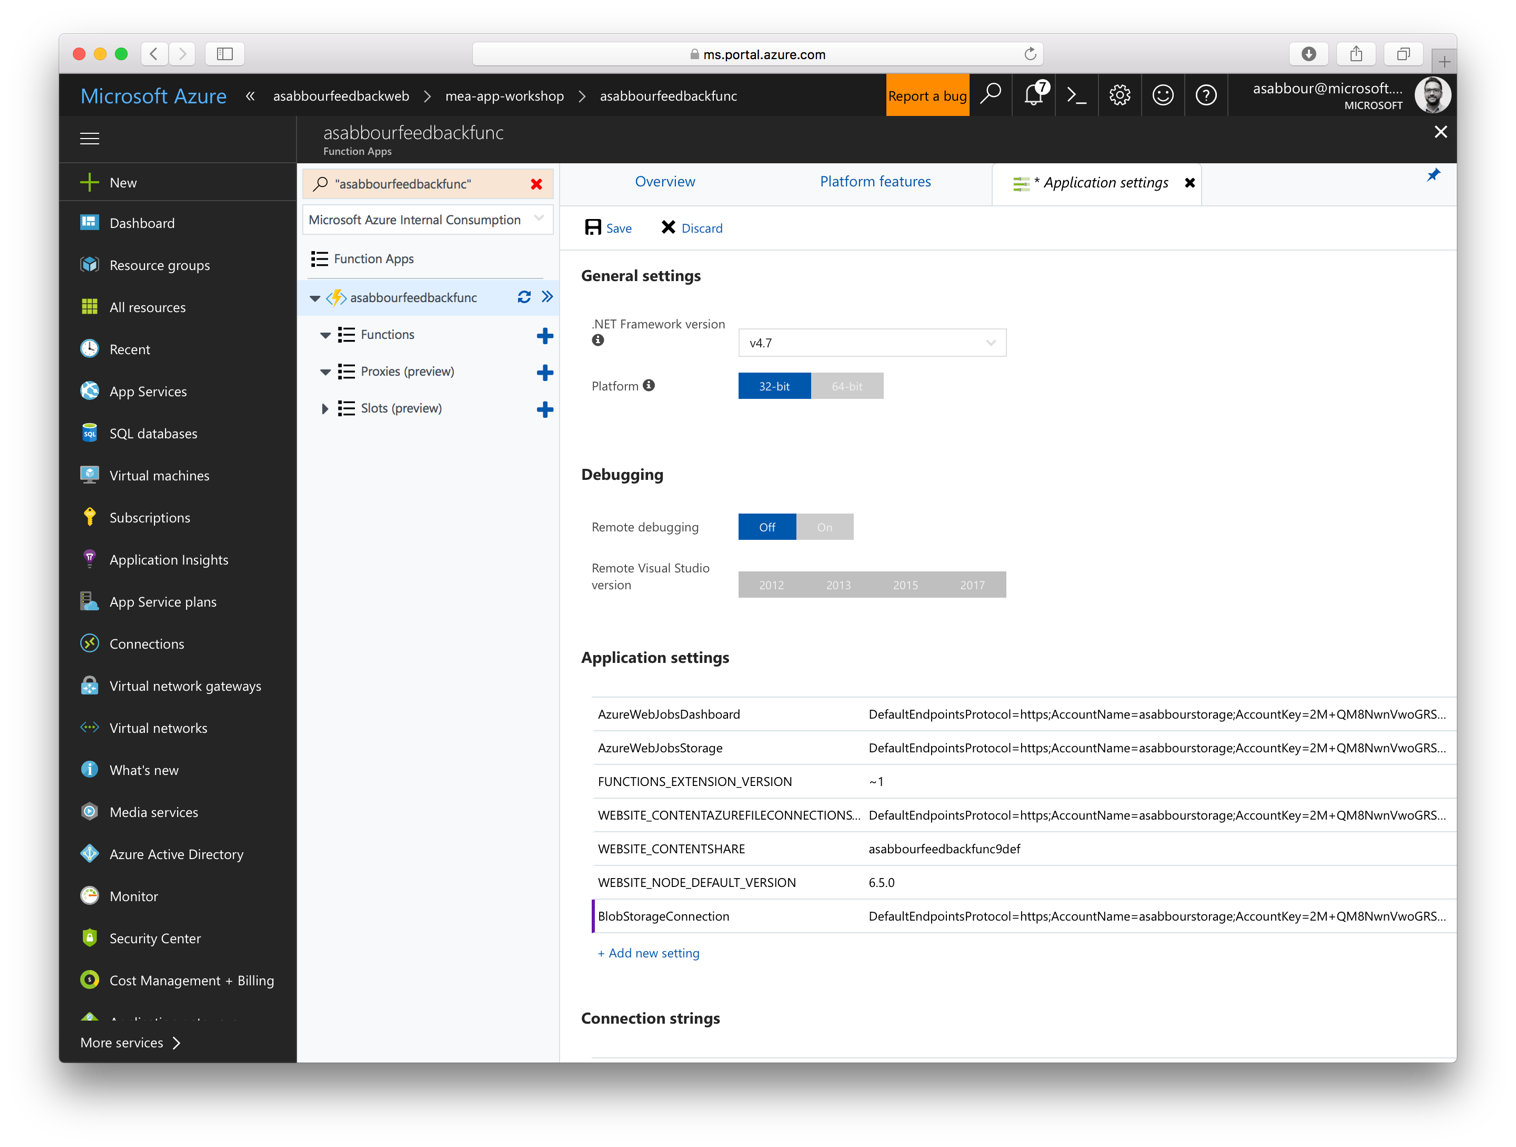 ms.portal.azure.com
Microsoft Azure « asabbourfeedbackweb > mea-app-workshop > asabbourfeedbackfunc
Report a bug
7
asabbour@microsoft....
MICROSOFT
asabbourfeedbackfunc
Function Apps
New
Dashboard
Resource groups
All resources
Recent
App Services
SQL databases
Virtual machines
Subscriptions
Application Insights
App Service plans
Connections
Virtual network gateways
Virtual networks
What's new
Media services
Azure Active Directory
Monitor
Security Center
Cost Management + Billing
More services
"asabbourfeedbackfunc"
Microsoft Azure Internal Consumption
Function Apps
asabbourfeedbackfunc
Functions
Proxies (preview)
Slots (preview)
Overview
Platform features
* Application settings
Save
Discard
General settings
.NET Framework version
v4.7
Platform
32-bit
64-bit
Debugging
Remote debugging
Off
On
Remote Visual Studio
version
2012
2013
2015
2017
Application settings
AzureWebJobsDashboard DefaultEndpointsProtocol=https;AccountName=asabbourstorage;AccountKey=2M+QM8NwnVwoGRS...
AzureWebJobsStorage DefaultEndpointsProtocol=https;AccountName=asabbourstorage;AccountKey=2M+QM8NwnVwoGRS...
FUNCTIONS_EXTENSION_VERSION ~1
WEBSITE_CONTENTAZUREFILECONNECTIONS... DefaultEndpointsProtocol=https;AccountName=asabbourstorage;AccountKey=2M+QM8NwnVwoGRS...
WEBSITE_CONTENTSHARE asabbourfeedbackfunc9def
WEBSITE_NODE_DEFAULT_VERSION 6.5.0
BlobStorageConnection DefaultEndpointsProtocol=https;AccountName=asabbourstorage;AccountKey=2M+QM8NwnVwoGRS...
+ Add new setting
Connection strings